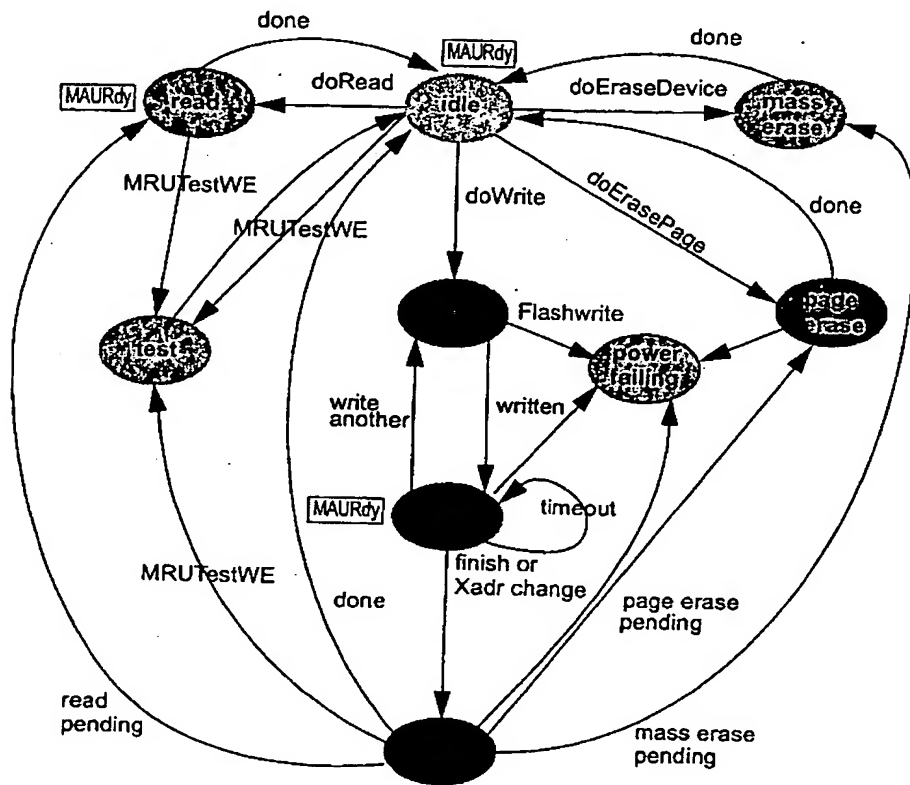 done
MAURdy
done
MAURdy
read
doRead
idle
doEraseDevice
mass
erase
MRUTestWE
MRUTestWE
doWrite
doErasePage
done
test
Flashwrite
page
erase
power
failing
write
another
written
MAURdy
timeout
MRUTestWE
done
finish or
Xadr change
page erase
pending
read
pending
mass erase
pending